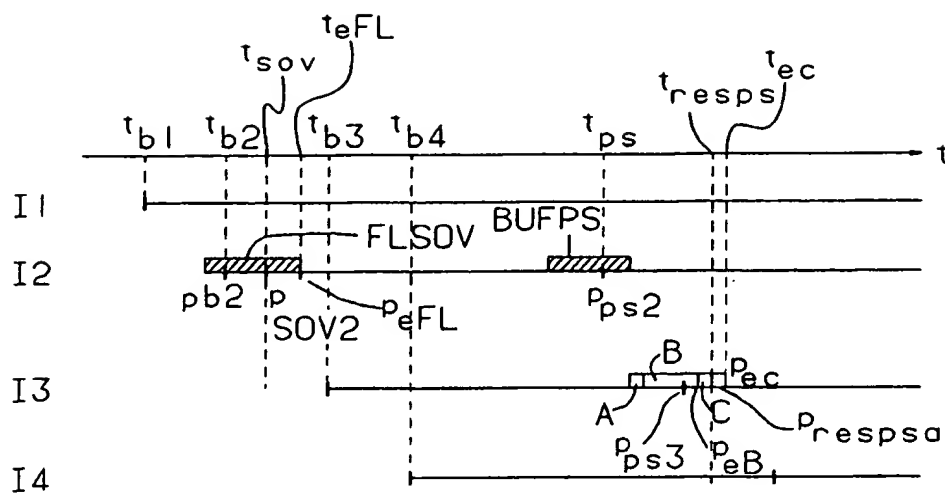 t_eFL
t_sov
t_ec
t_resps
t_b1 t_b2 t_b3 t_b4 t_ps
t
I1
FLSOV BUFPS
I2
pb2 p p_eFL p_ps2
SOV2
B
p_ec
I3
A C p_respsa
p_ps3 p_eB
I4